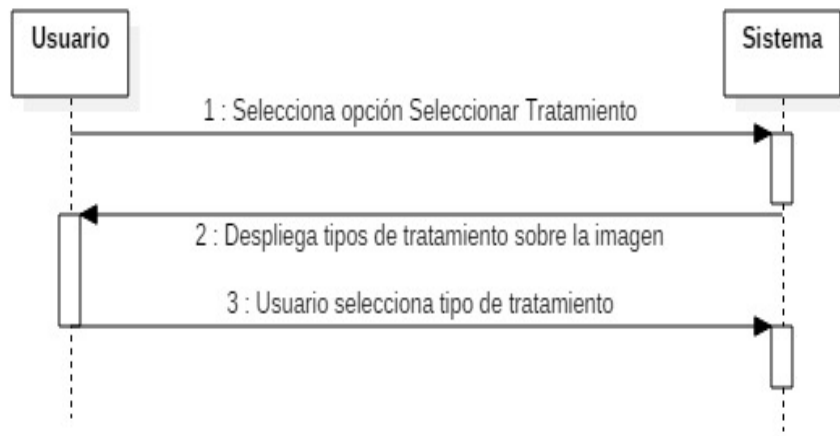 Usuario
Sistema
1 : Selecciona opción Seleccionar Tratamiento
2 : Despliega tipos de tratamiento sobre la imagen
3 : Usuario selecciona tipo de tratamiento